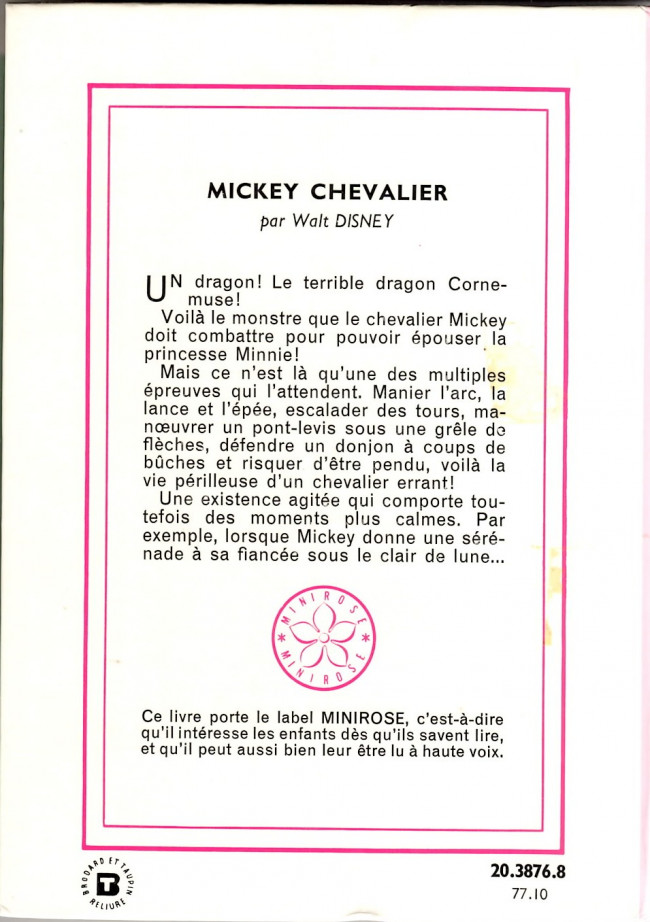 MICKEY CHEVALIER
par Walt DISNEY
UN dragon! Le terrible dragon Corne-
muse!
Voilà le monstre que le chevalier Mickey
doit combattre pour pouvoir épouser la
princesse Minnie!
Mais ce n'est là qu'une des multiples
épreuves qui l'attendent. Manier l'arc, la
lance et l'épée, escalader des tours, ma-
nœuvrer un pont-levis sous une grêle de
flèches, défendre un donjon à coups de
bûches et risquer d'être pendu, voilà la
vie périlleuse d'un chevalier errant!
Une existence agitée qui comporte tou-
tefois des moments plus calmes. Par
exemple, lorsque Mickey donne une séré-
nade à sa fiancée sous le clair de lune...
MINIROSE
* *
MINIROSE
Ce livre porte le label MINIROSE, c'est-à-dire
qu'il intéresse les enfants dès qu'ils savent lire,
et qu'il peut aussi bien leur être lu à haute voix.
BRODARD ET TAUPIN
BT
RELIURE
20.3876.8
77.10